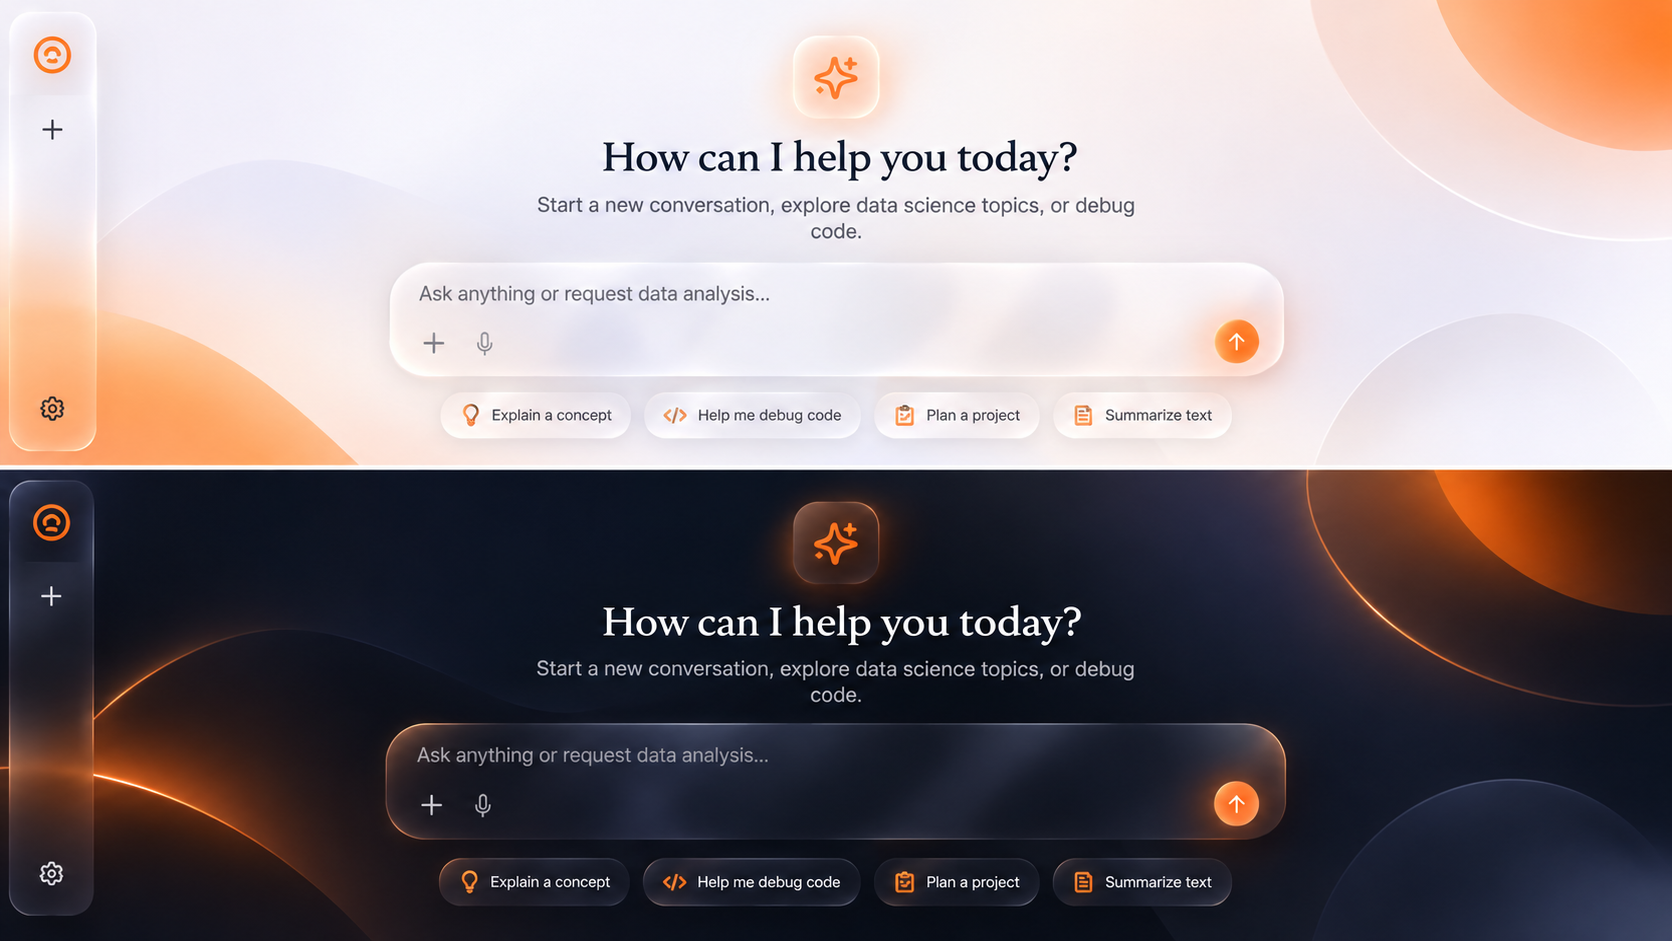 How can I help you today?
Start a new conversation, explore data science topics, or debug
code.
Ask anything or request data analysis...
Explain a concept
Help me debug code
Plan a project
Summarize text
How can I help you today?
Start a new conversation, explore data science topics, or debug
code.
Ask anything or request data analysis...
Explain a concept
Help me debug code
Plan a project
Summarize text